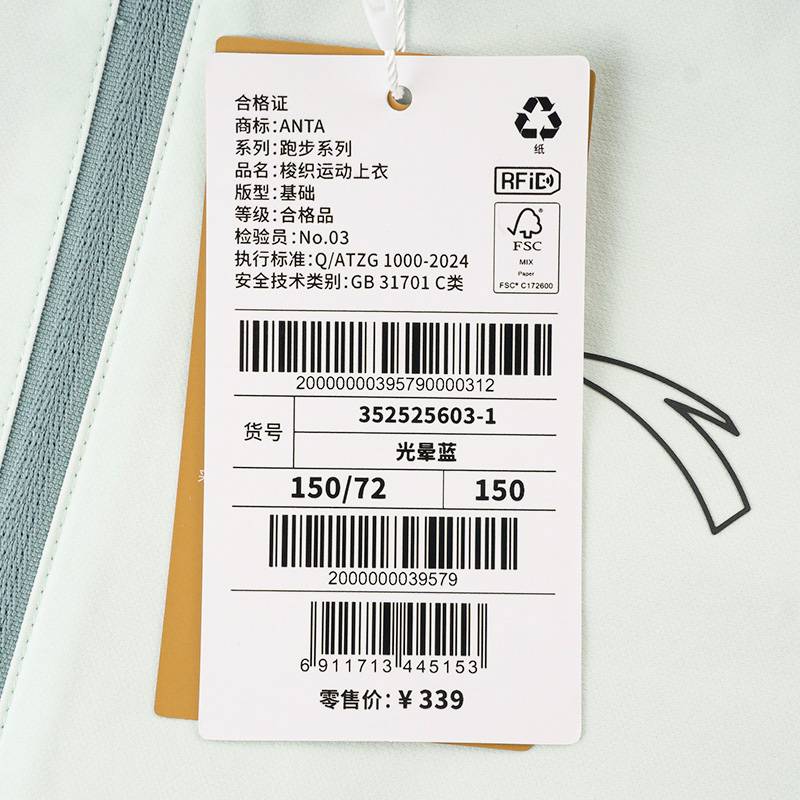 合格证
商标:ANTA
系列:跑步系列
品名:梭织运动上衣
版型:基础
等级:合格品
检验员:No.03
执行标准:Q/ATZG 1000-2024
安全技术类别:GB 31701 C类
纸
RFiD
FSC
MIX
Paper
FSC® C172600
20000000395790000312
货号
352525603-1
光晕蓝
150/72
150
2000000039579
6 911713 445153
零售价:¥ 339